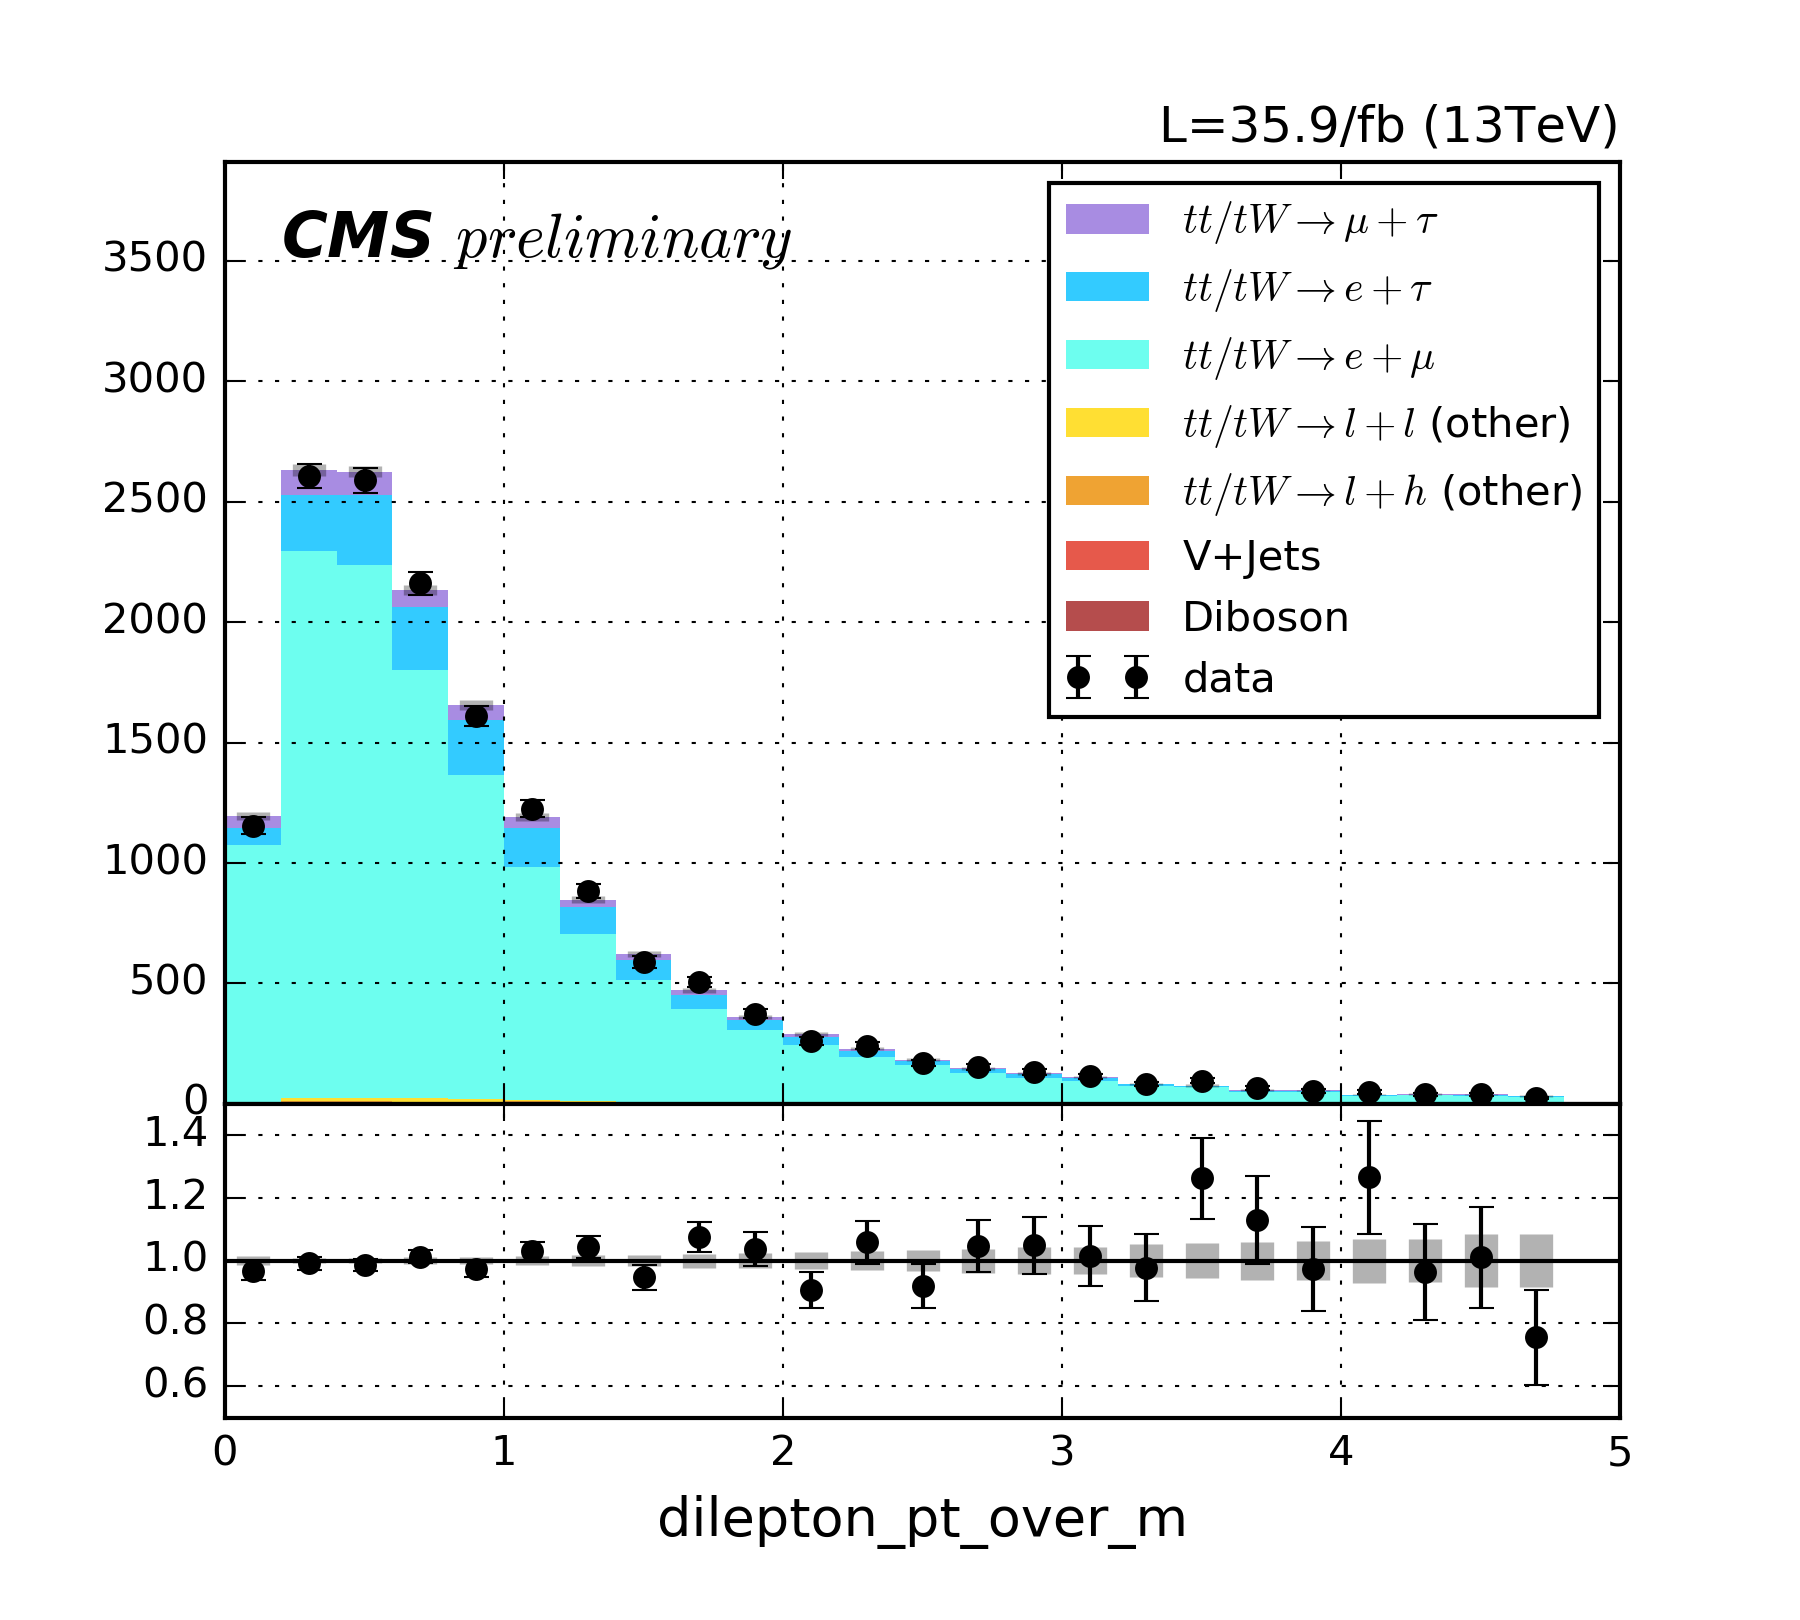 L=35.9/fb (13TeV)
CMS preliminary
tt/tW → μ + τ
tt/tW → e + τ
tt/tW → e + μ
tt/tW → l + l (other)
tt/tW → l + h (other)
V+Jets
Diboson
data
3500
3000
2500
2000
1500
1000
500
0
1.4
1.2
1.0
0.8
0.6
0 1 2 3 4 5
dilepton_pt_over_m